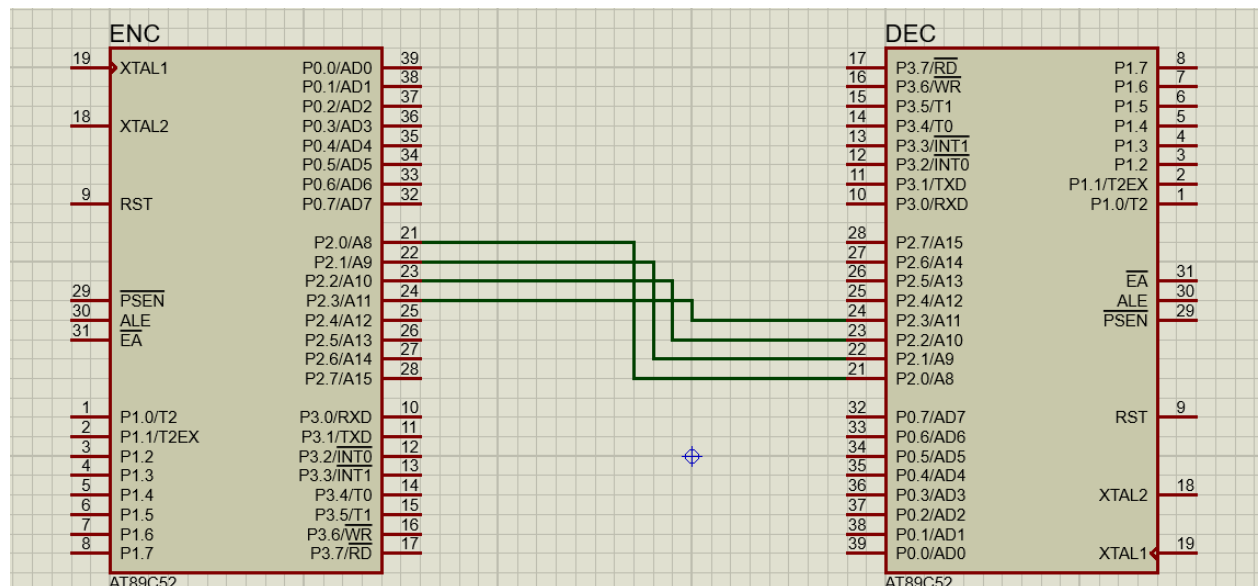 ENC
19 XTAL1
18 XTAL2
9 RST
29 PSEN
30 ALE
31 EA
1 P1.0/T2
2 P1.1/T2EX
3 P1.2
4 P1.3
5 P1.4
6 P1.5
7 P1.6
8 P1.7
P0.0/AD0 39
P0.1/AD1 38
P0.2/AD2 37
P0.3/AD3 36
P0.4/AD4 35
P0.5/AD5 34
P0.6/AD6 33
P0.7/AD7 32
P2.0/A8 21
P2.1/A9 22
P2.2/A10 23
P2.3/A11 24
P2.4/A12 25
P2.5/A13 26
P2.6/A14 27
P2.7/A15 28
P3.0/RXD 10
P3.1/TXD 11
P3.2/INT0 12
P3.3/INT1 13
P3.4/T0 14
P3.5/T1 15
P3.6/WR 16
P3.7/RD 17
AT89C52
DEC
17 P3.7/RD
16 P3.6/WR
15 P3.5/T1
14 P3.4/T0
13 P3.3/INT1
12 P3.2/INT0
11 P3.1/TXD
10 P3.0/RXD
28 P2.7/A15
27 P2.6/A14
26 P2.5/A13
25 P2.4/A12
24 P2.3/A11
23 P2.2/A10
22 P2.1/A9
21 P2.0/A8
32 P0.7/AD7
33 P0.6/AD6
34 P0.5/AD5
35 P0.4/AD4
36 P0.3/AD3
37 P0.2/AD2
38 P0.1/AD1
39 P0.0/AD0
P1.7 8
P1.6 7
P1.5 6
P1.4 5
P1.3 4
P1.2 3
P1.1/T2EX 2
P1.0/T2 1
EA 31
ALE 30
PSEN 29
RST 9
XTAL2 18
XTAL1 19
AT89C52